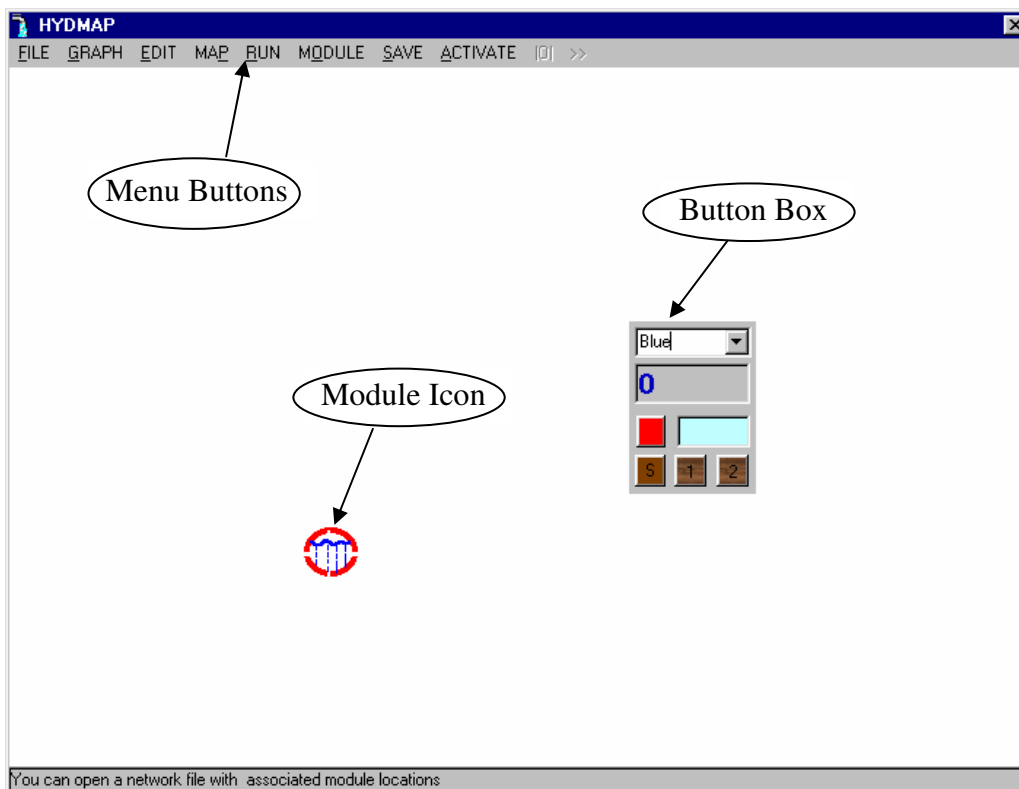 HYDMAP
FILE GRAPH EDIT MAP RUN MODULE SAVE ACTIVATE |0| >>
Menu Buttons
Button Box
Blue
0
Module Icon
S 1 2
You can open a network file with associated module locations